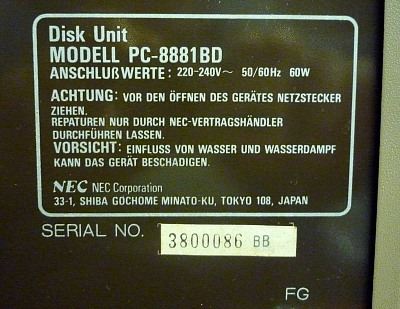 Disk Unit
MODELL PC-8881BD
ANSCHLUßWERTE: 220-240V~ 50/60Hz 60W
ACHTUNG: VOR DEN ÖFFNEN DES GERÄTES NETZSTECKER
ZIEHEN.
REPATUREN NUR DURCH NEC-VERTRAGSHÄNDLER
DURCHFÜHREN LASSEN.
VORSICHT: EINFLUSS VON WASSER UND WASSERDAMPF
KANN DAS GERÄT BESCHADIGEN.
NEC NEC Corporation
33-1, SHIBA GOCHOME MINATO-KU, TOKYO 108, JAPAN
SERIAL NO. 3800086 BB
FG